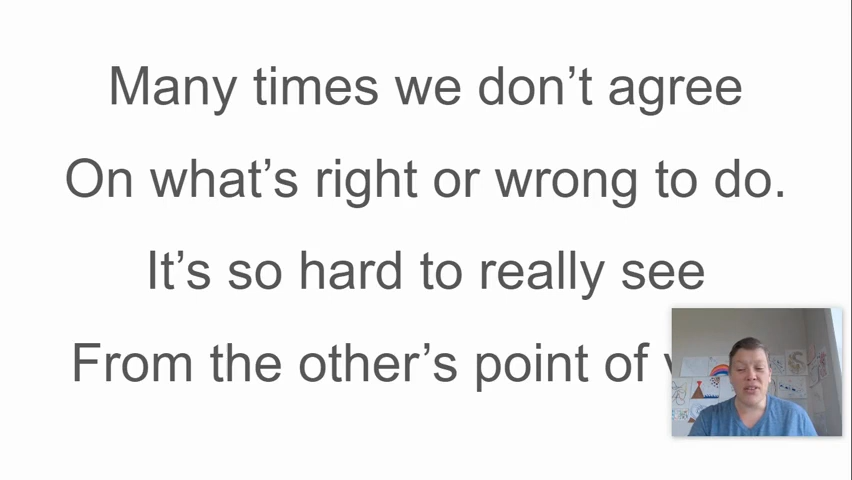 Many times we don’t agree
On what’s right or wrong to do.
It’s so hard to really see
From the other’s point of